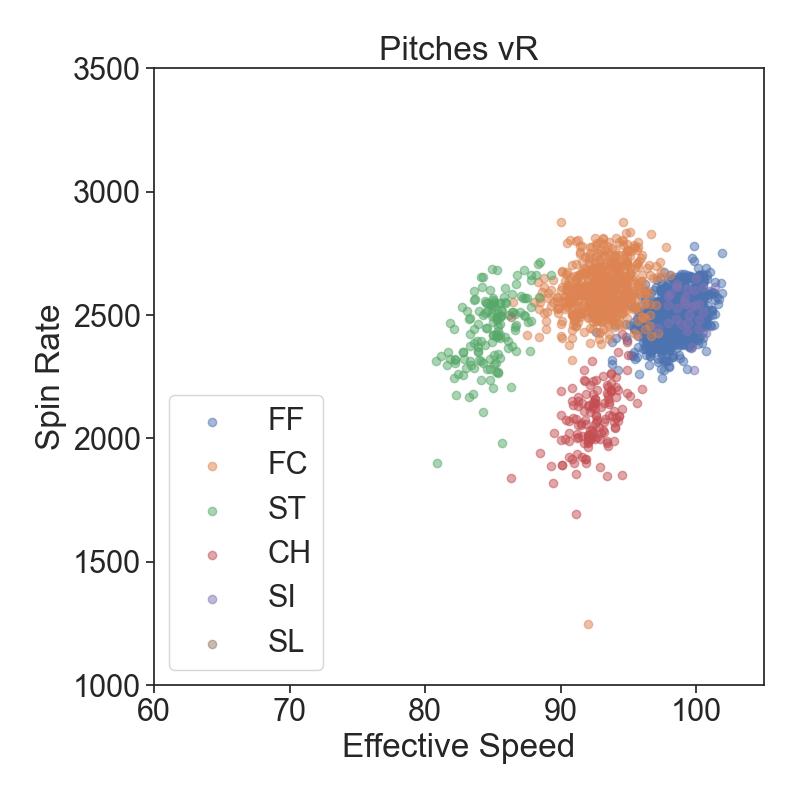 Pitches vR
3500
3000
2500
2000
1500
1000
Spin Rate
FF
FC
ST
CH
SI
SL
60 70 80 90 100
Effective Speed